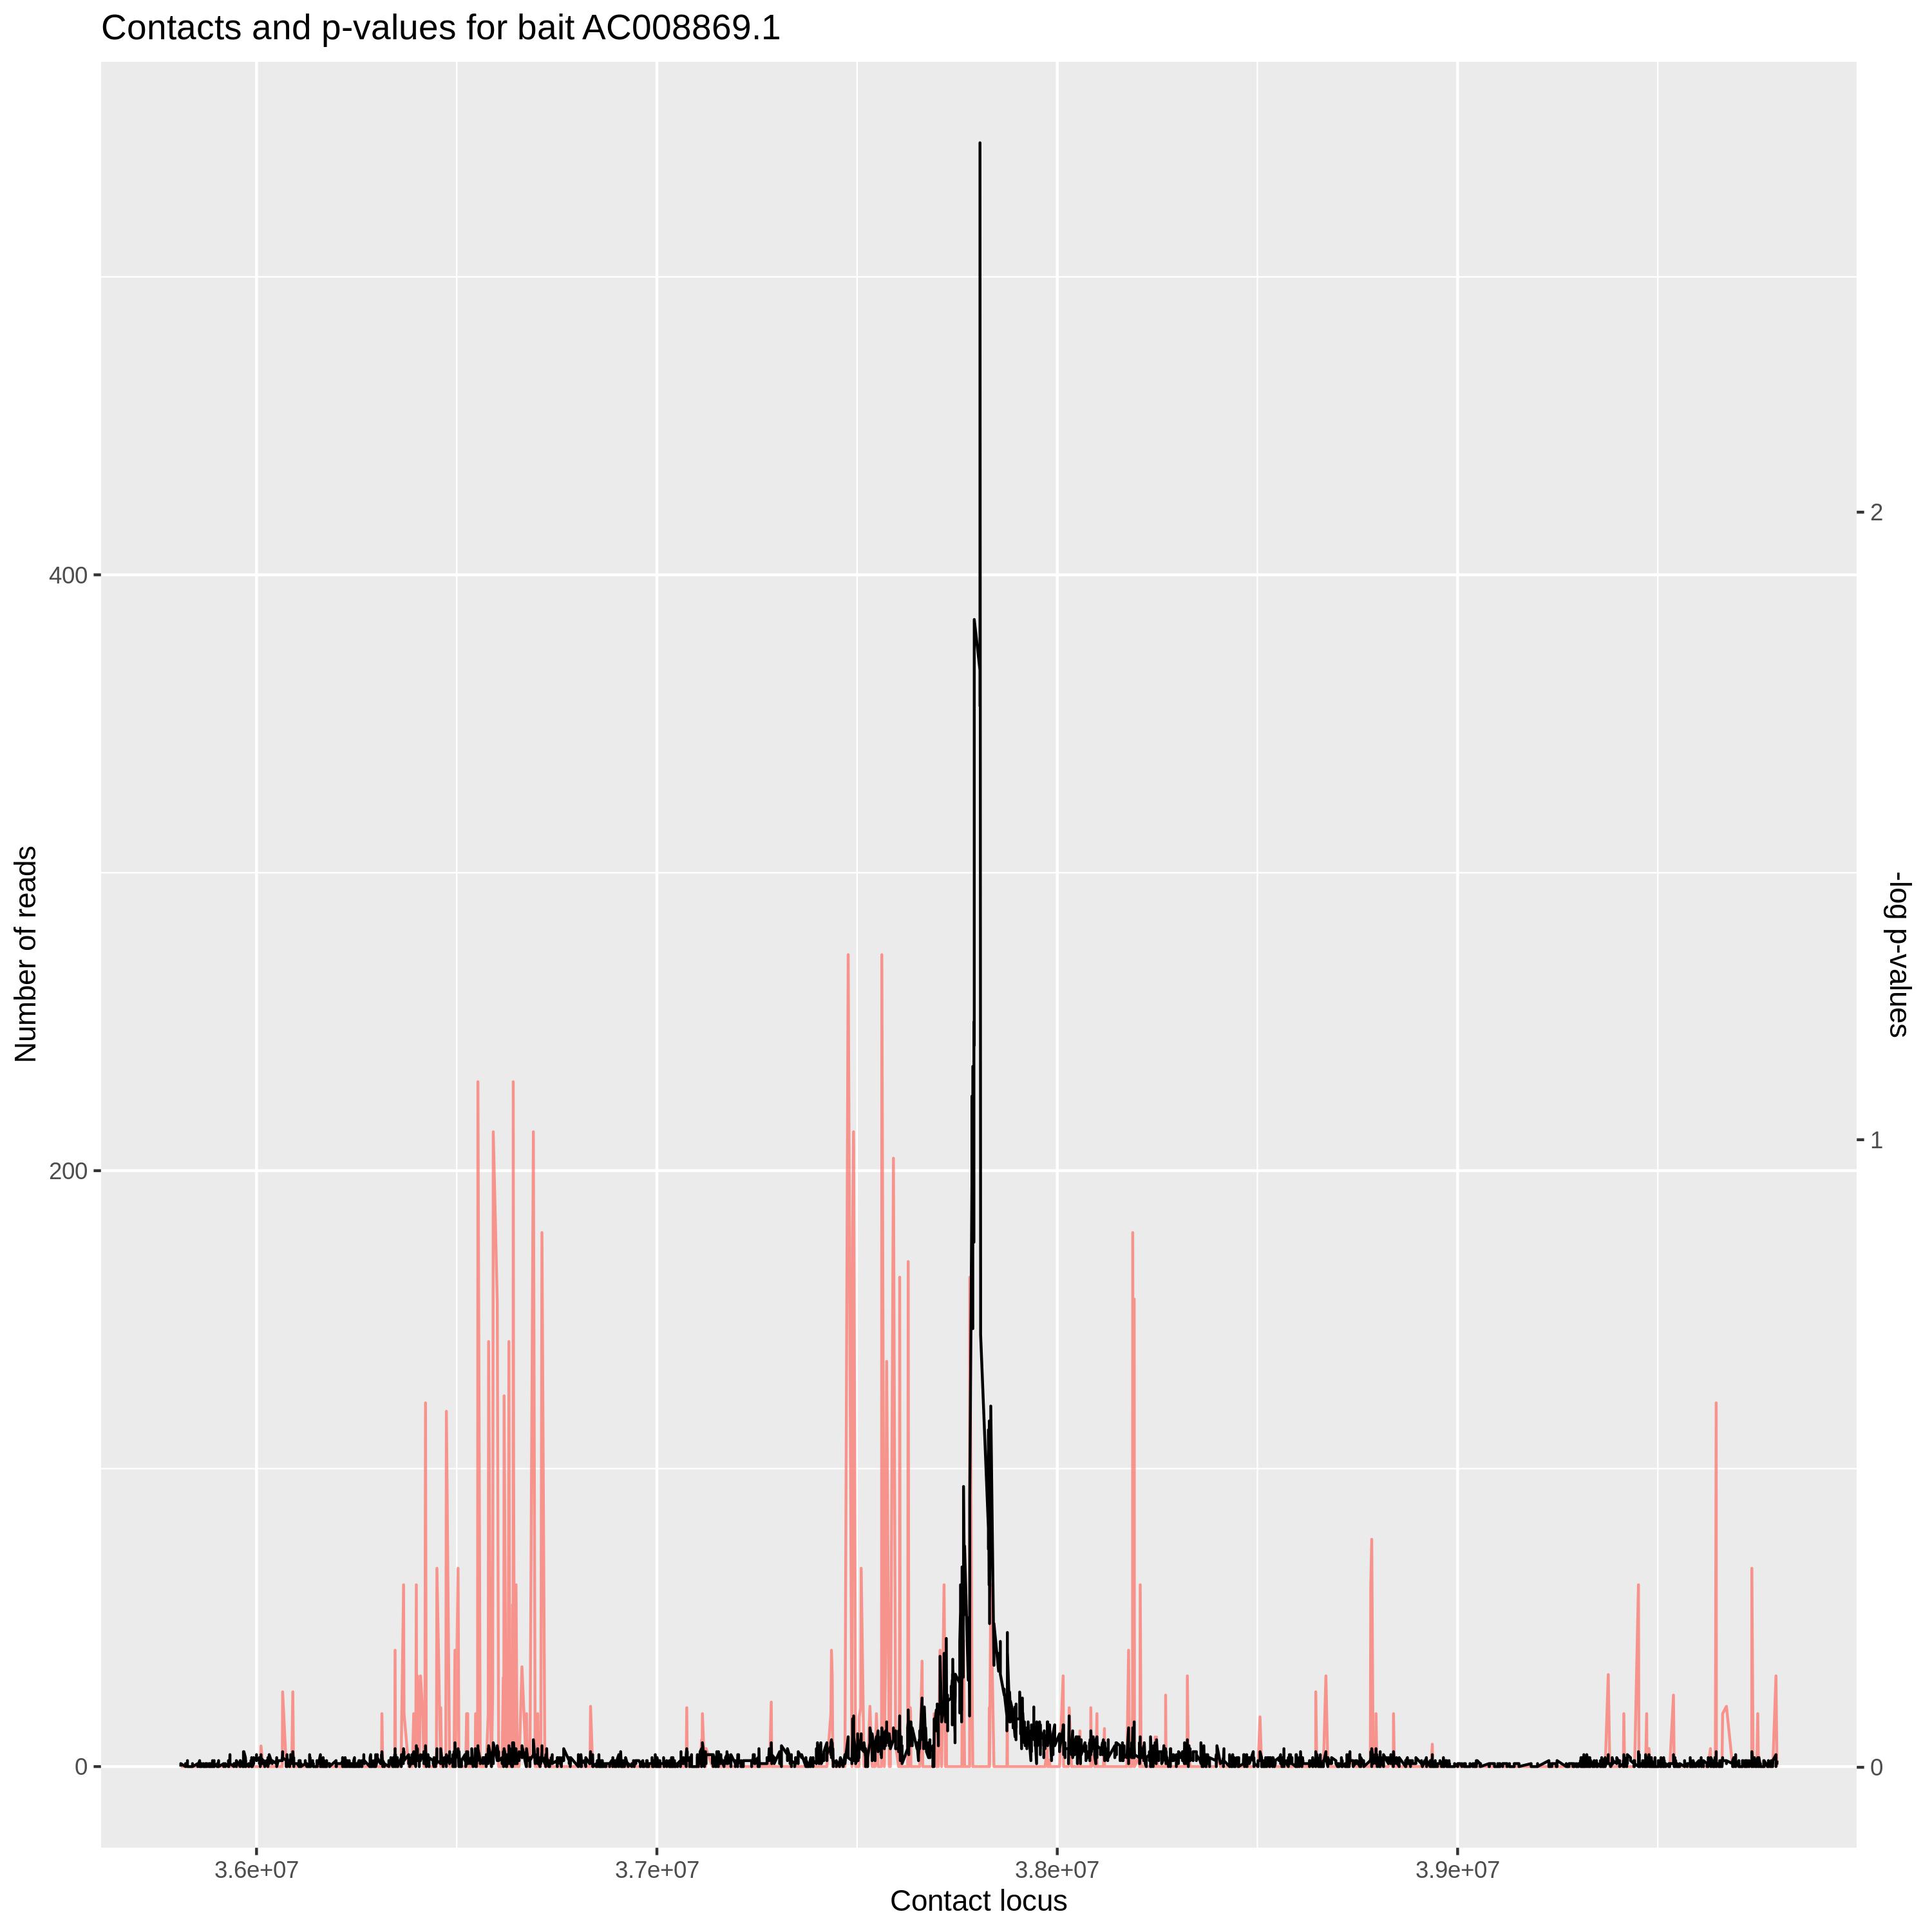 Contacts and p-values for bait AC008869.1
400
200
0
Number of reads
2
1
0
-log p-values
3.6e+07
3.7e+07
3.8e+07
3.9e+07
Contact locus